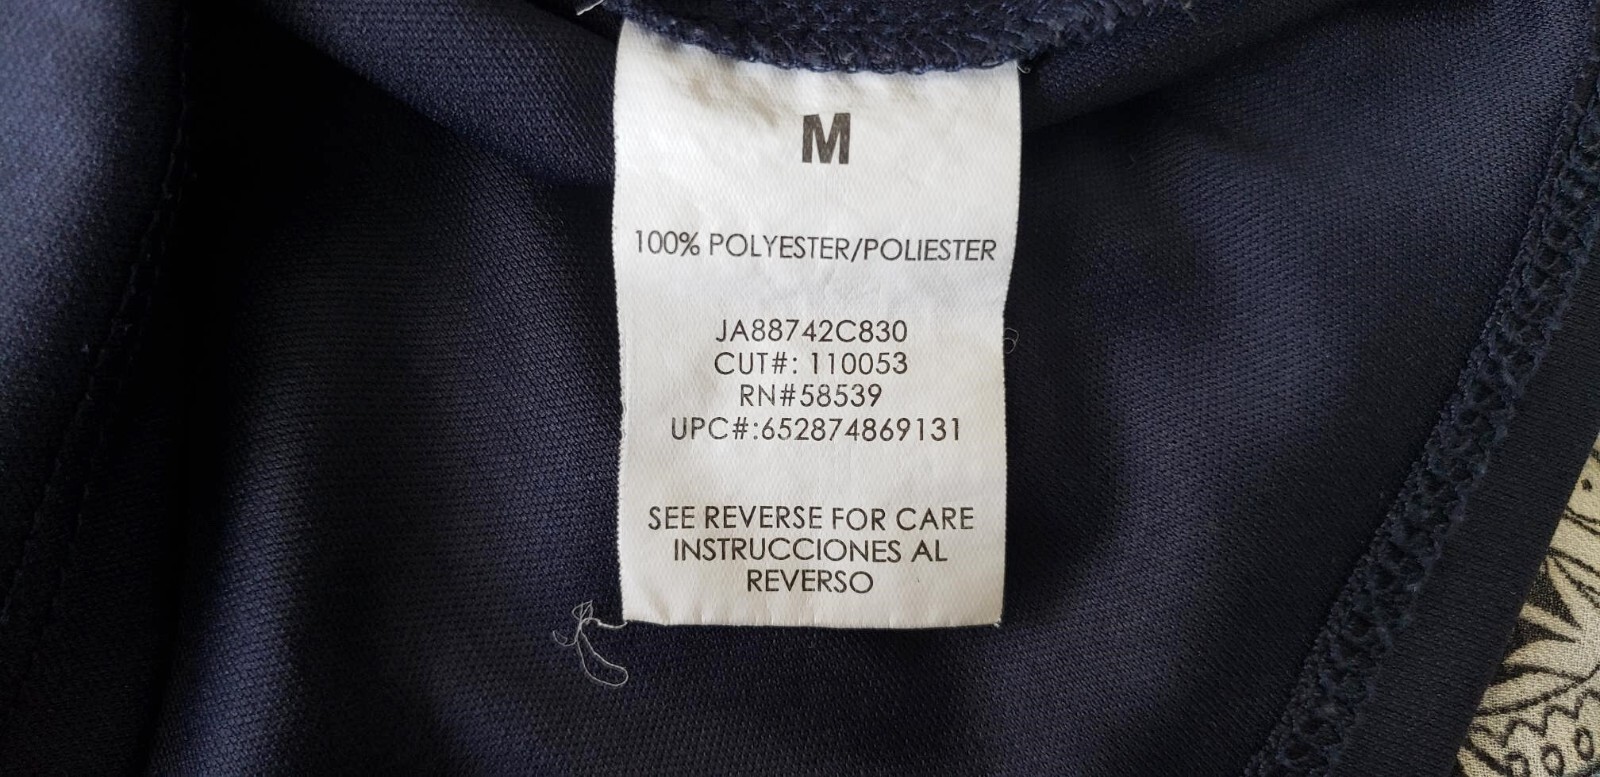 M
100% POLYESTER/POLIESTER
JA88742C830
CUT#: 110053
RN#58539
UPC#:652874869131
SEE REVERSE FOR CARE
INSTRUCCIONES AL
REVERSO